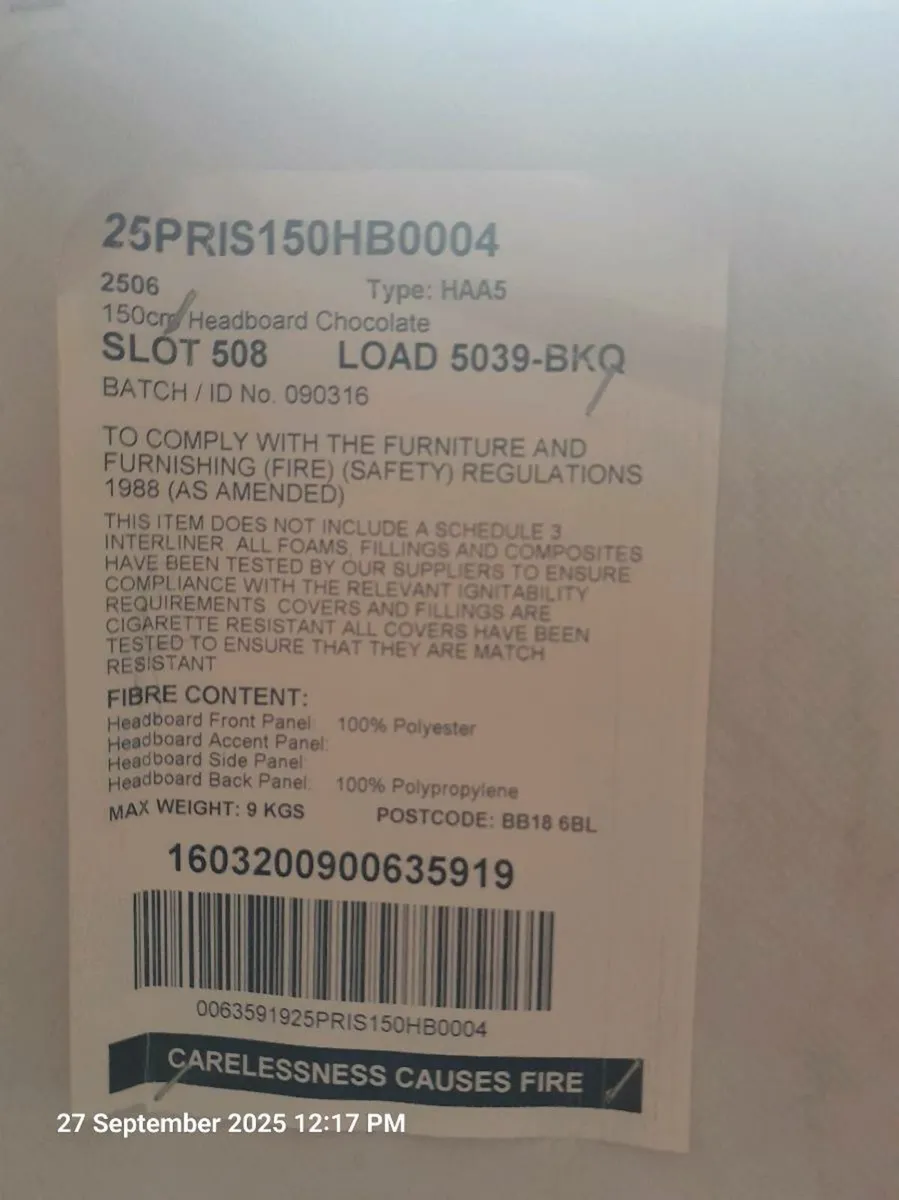 25PRIS150HB0004
2506 Type: HAA5
150cm Headboard Chocolate
SLOT 508 LOAD 5039-BKQ
BATCH / ID No. 090316
TO COMPLY WITH THE FURNITURE AND
FURNISHING (FIRE) (SAFETY) REGULATIONS
1988 (AS AMENDED)
THIS ITEM DOES NOT INCLUDE A SCHEDULE 3
INTERLINER ALL FOAMS, FILLINGS AND COMPOSITES
HAVE BEEN TESTED BY OUR SUPPLIERS TO ENSURE
COMPLIANCE WITH THE RELEVANT IGNITABILITY
REQUIREMENTS COVERS AND FILLINGS ARE
CIGARETTE RESISTANT ALL COVERS HAVE BEEN
TESTED TO ENSURE THAT THEY ARE MATCH
RESISTANT
FIBRE CONTENT:
Headboard Front Panel: 100% Polyester
Headboard Accent Panel:
Headboard Side Panel:
Headboard Back Panel: 100% Polypropylene
MAX WEIGHT: 9 KGS POSTCODE: BB18 6BL
1603200900635919
0063591925PRIS150HB0004
CARELESSNESS CAUSES FIRE
27 September 2025 12:17 PM